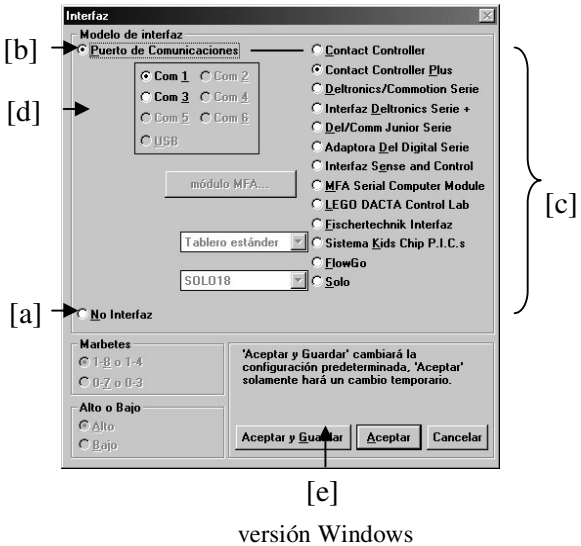 Interfaz
Modelo de interfaz
[b]
Puerto de Comunicaciones
Contact Controller
Com 1 Com 2
Contact Controller Plus
[d]
Com 3 Com 4
Deltronics/Commotion Serie
Com 5 Com 6
Interfaz Deltronics Serie +
USB
Del/Comm Junior Serie
Adaptora Del Digital Serie
Interfaz Sense and Control
módulo MFA...
MFA Serial Computer Module
[c]
LEGO DACTA Control Lab
Fischertechnik Interfaz
Tablero estánder
Sistema Kids Chip P.I.C.s
FlowGo
SOLO18
Solo
[a]
No Interfaz
Marbetes
1-8 o 1-4
0-7 o 0-3
'Aceptar y Guardar' cambiará la
configuración predeterminada, 'Aceptar'
solamente hará un cambio temporario.
Alto o Bajo
Alto
Bajo
Aceptar y Guardar Aceptar Cancelar
[e]
versión Windows